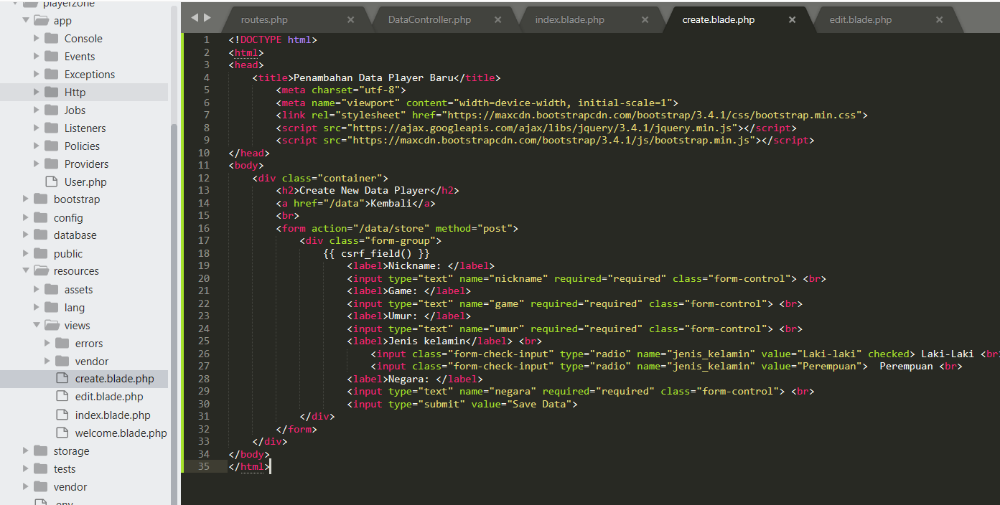 playerzone
app
Console
Events
Exceptions
Http
Jobs
Listeners
Policies
Providers
User.php
bootstrap
config
database
public
resources
assets
lang
views
errors
vendor
create.blade.php
edit.blade.php
index.blade.php
welcome.blade.php
storage
tests
vendor
.env
routes.php × DataController.php × index.blade.php × create.blade.php × edit.blade.php ×
1 <!DOCTYPE html>
2 <html>
3 <head>
4 <title>Penambahan Data Player Baru</title>
5 <meta charset="utf-8">
6 <meta name="viewport" content="width=device-width, initial-scale=1">
7 <link rel="stylesheet" href="https://maxcdn.bootstrapcdn.com/bootstrap/3.4.1/css/bootstrap.min.css">
8 <script src="https://ajax.googleapis.com/ajax/libs/jquery/3.4.1/jquery.min.js"></script>
9 <script src="https://maxcdn.bootstrapcdn.com/bootstrap/3.4.1/js/bootstrap.min.js"></script>
10 </head>
11 <body>
12 <div class="container">
13 <h2>Create New Data Player</h2>
14 <a href="/data">Kembali</a>
15 <br>
16 <form action="/data/store" method="post">
17 <div class="form-group">
18 {{ csrf_field() }}
19 <label>Nickname: </label>
20 <input type="text" name="nickname" required="required" class="form-control"> <br>
21 <label>Game: </label>
22 <input type="text" name="game" required="required" class="form-control"> <br>
23 <label>Umur: </label>
24 <input type="text" name="umur" required="required" class="form-control"> <br>
25 <label>Jenis kelamin</label> <br>
26 <input class="form-check-input" type="radio" name="jenis_kelamin" value="Laki-laki" checked> Laki-Laki <br
27 <input class="form-check-input" type="radio" name="jenis_kelamin" value="Perempuan">  Perempuan <br>
28 <label>Negara: </label>
29 <input type="text" name="negara" required="required" class="form-control"> <br>
30 <input type="submit" value="Save Data">
31 </div>
32 </form>
33 </div>
34 </body>
35 </html>